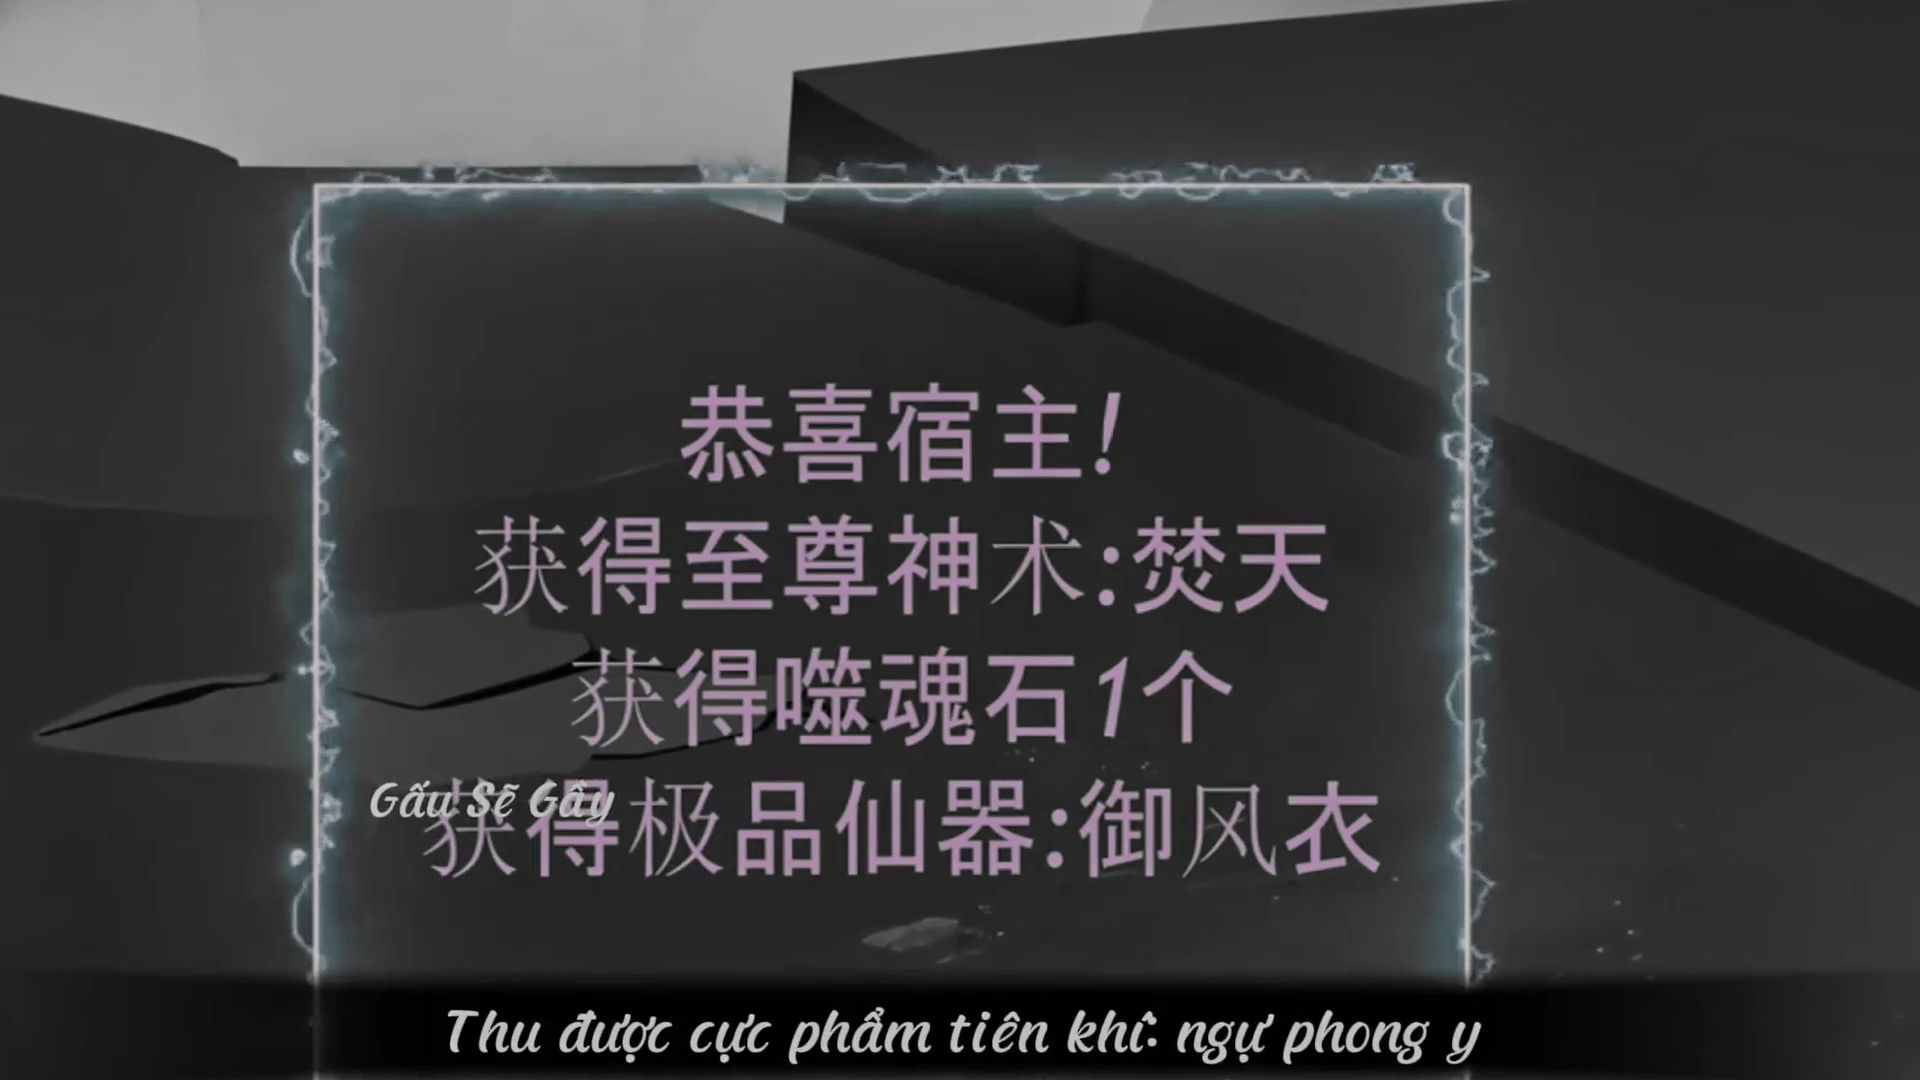 恭喜宿主!
获得至尊神术:焚天
获得噬魂石1个
Gấu Sẽ Gầy
获得极品仙器:御风衣
Thu được cực phẩm tiên khí: ngự phong y